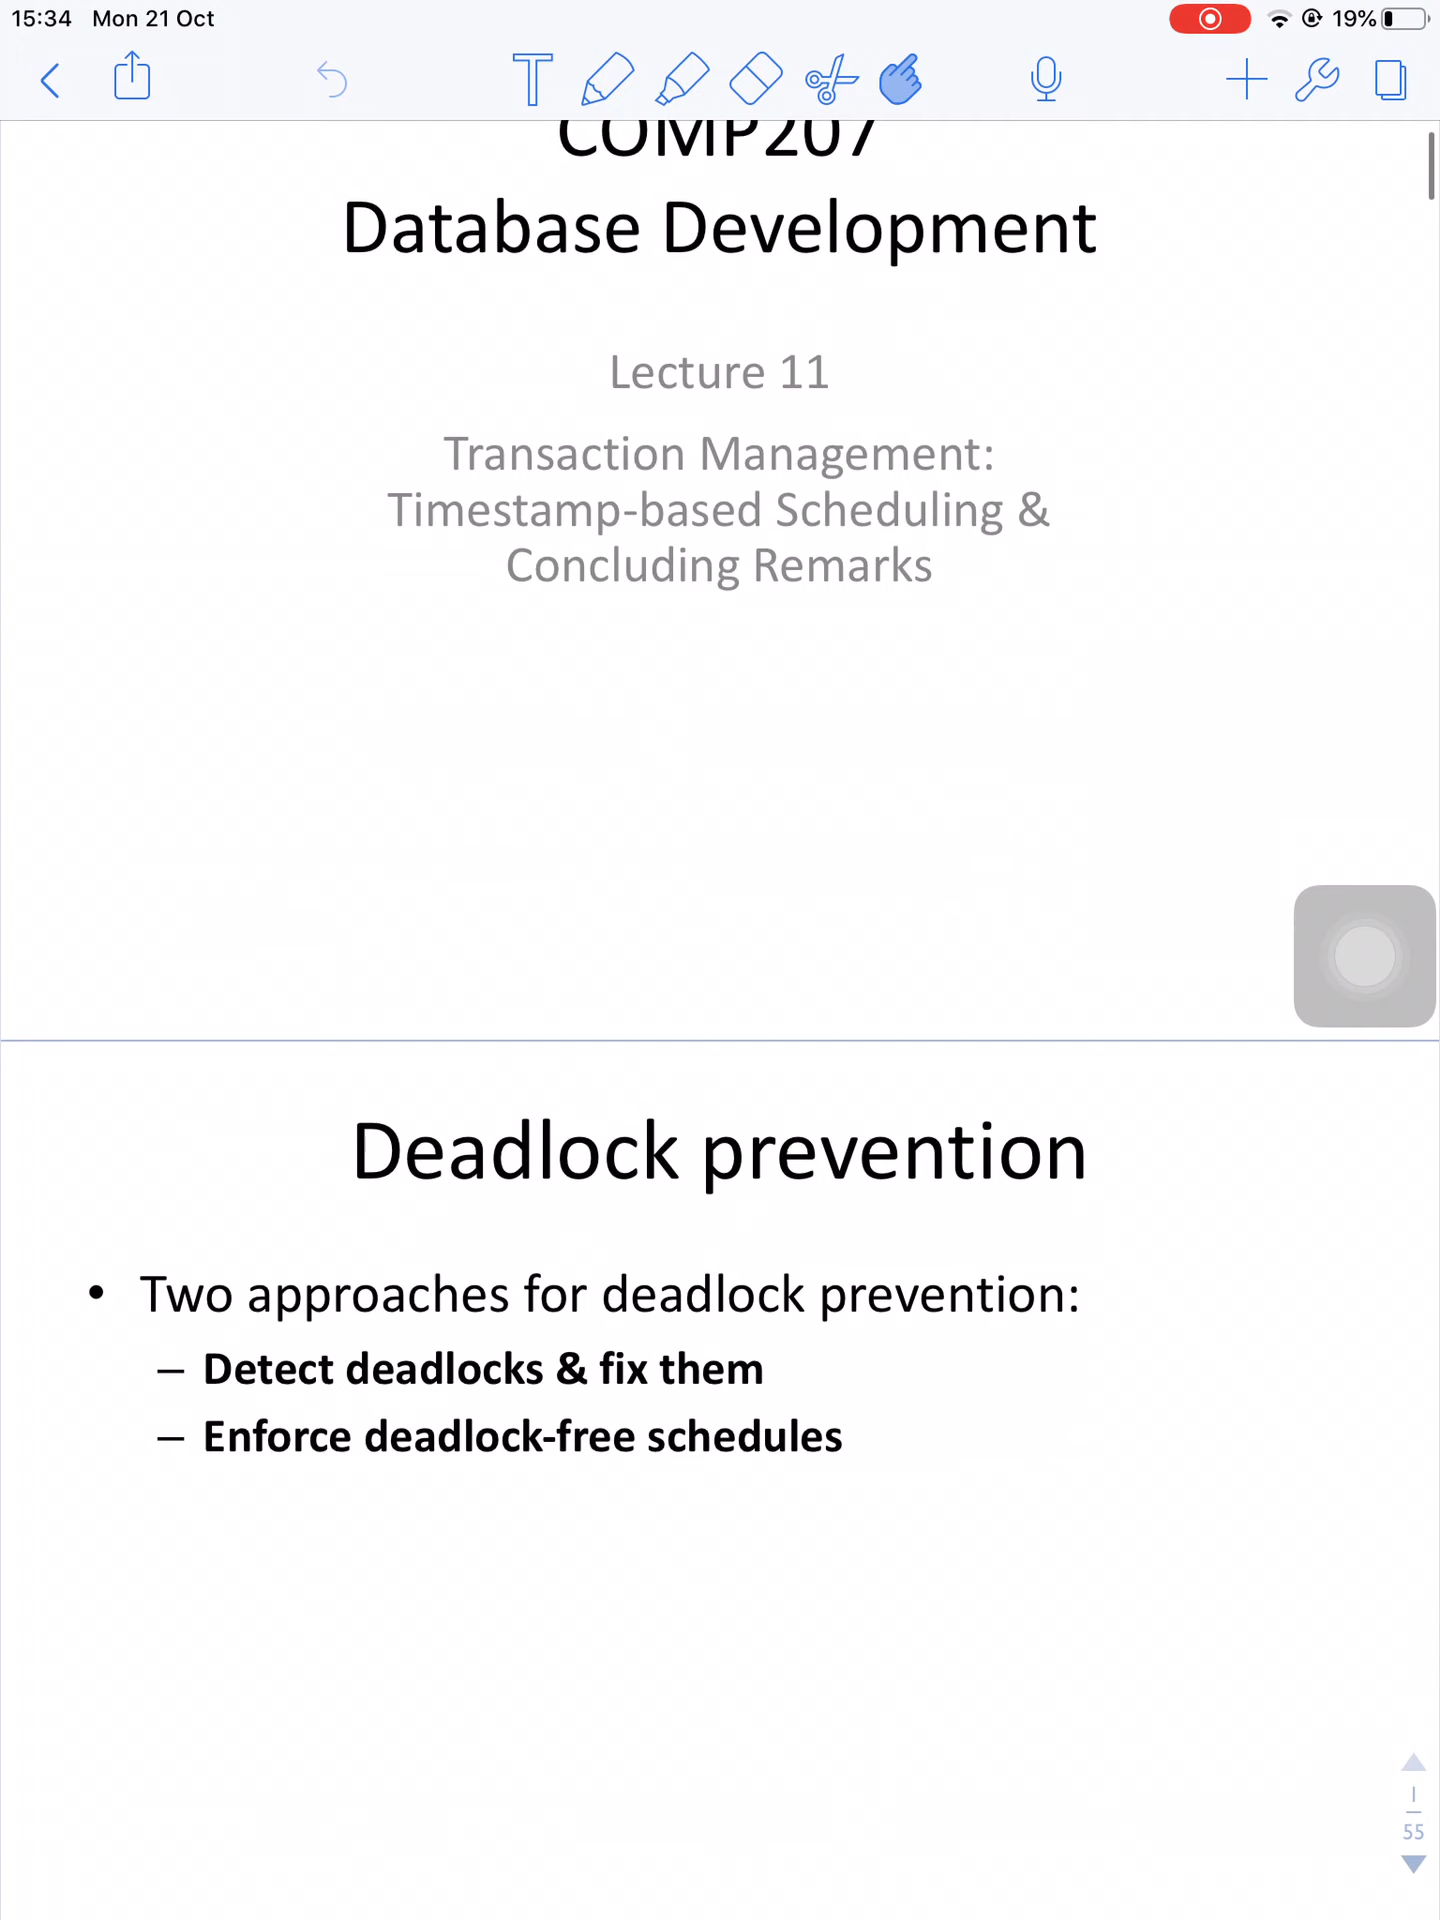 15:34 Mon 21 Oct 19%
COMP207
Database Development
Lecture 11
Transaction Management:
Timestamp-based Scheduling &
Concluding Remarks
Deadlock prevention
• Two approaches for deadlock prevention:
– Detect deadlocks & fix them
– Enforce deadlock-free schedules
1
55